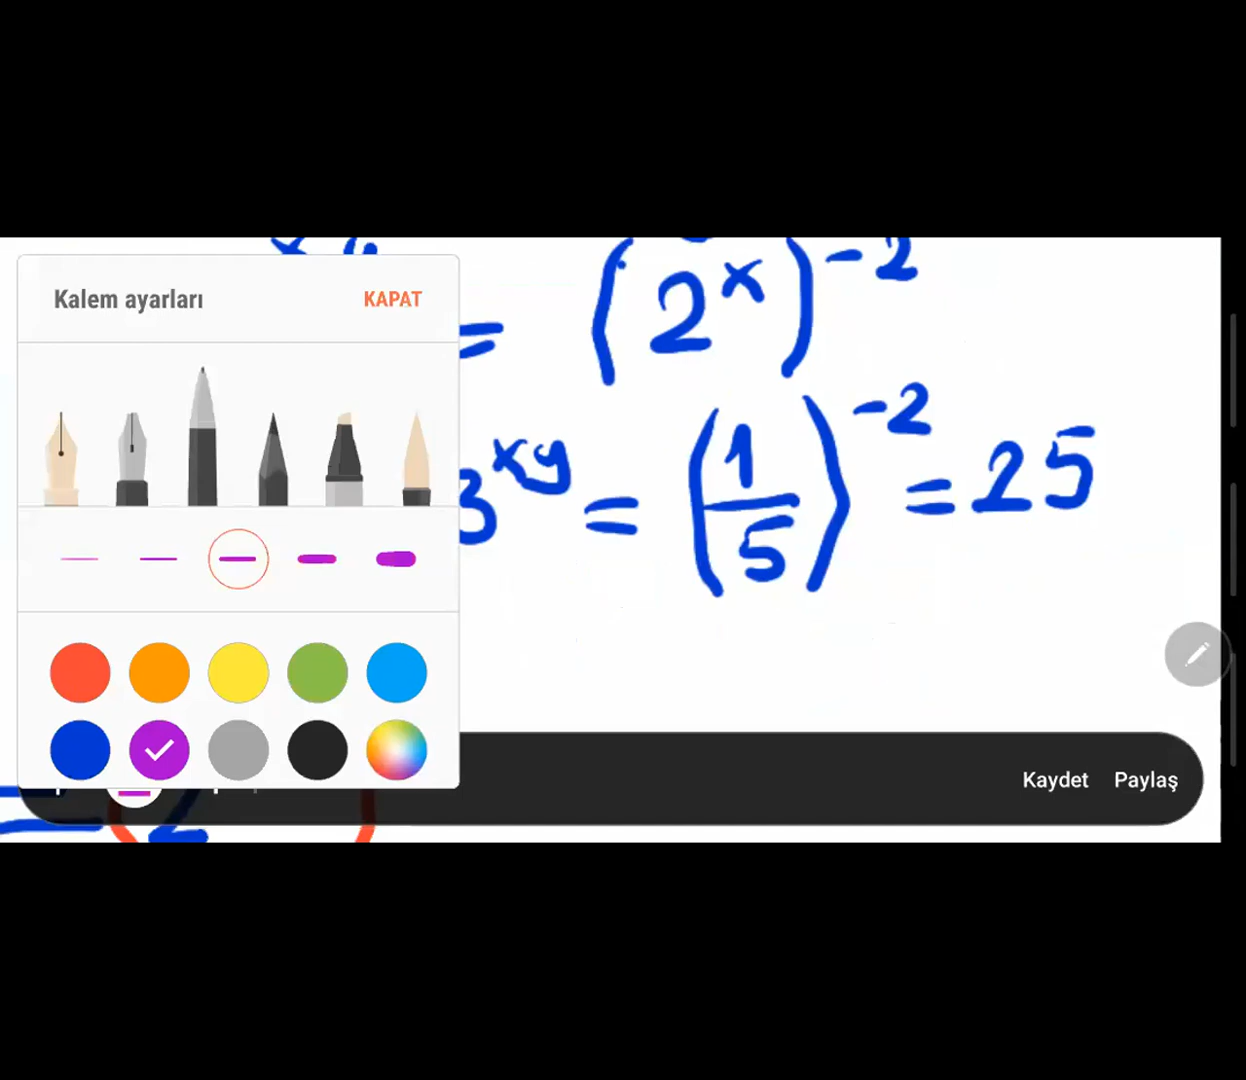 Kalem ayarları KAPAT
= (2^x)^-2
3^xy = (1/5)^-2 = 25
Kaydet Paylaş